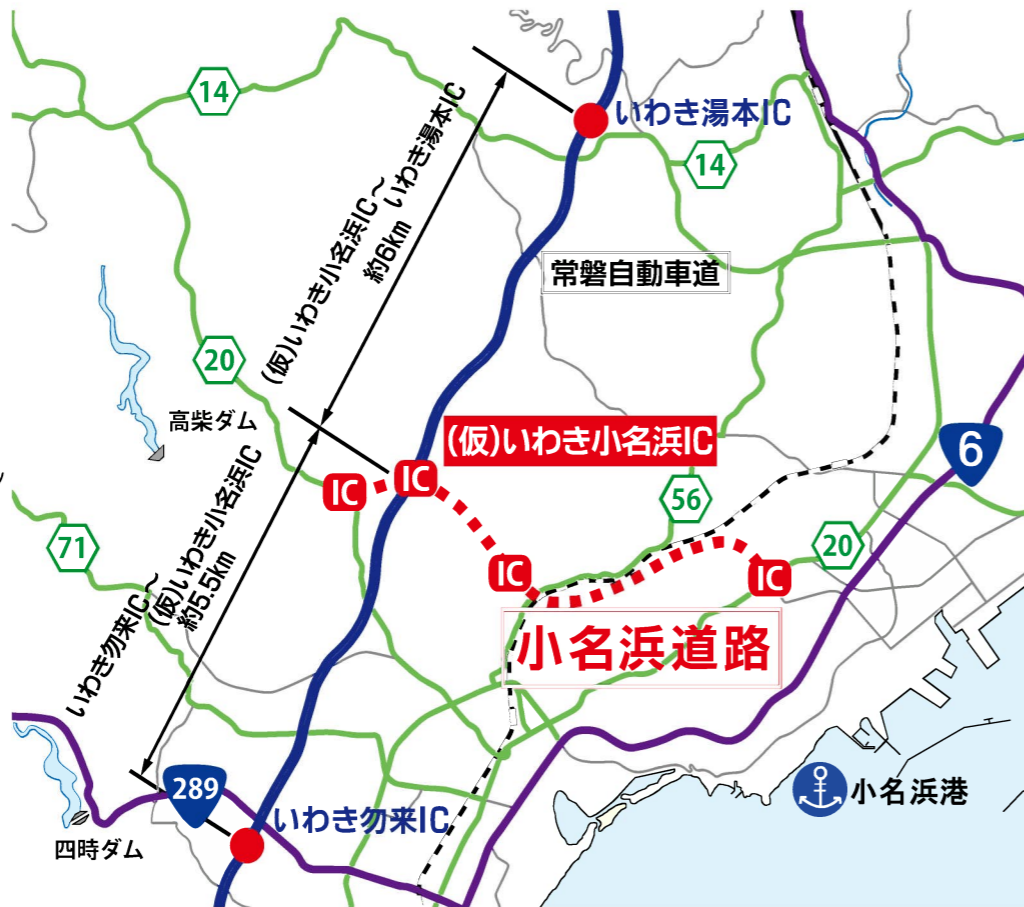 14
いわき湯本IC
14
(仮)いわき小名浜IC～
いわき湯本IC
約6km
常磐自動車道
20
高柴ダム
(仮)いわき小名浜IC
6
IC
IC
56
いわき勿来IC～
(仮)いわき小名浜IC
約5.5km
71
20
IC
IC
小名浜道路
289
いわき勿来IC
小名浜港
四時ダム